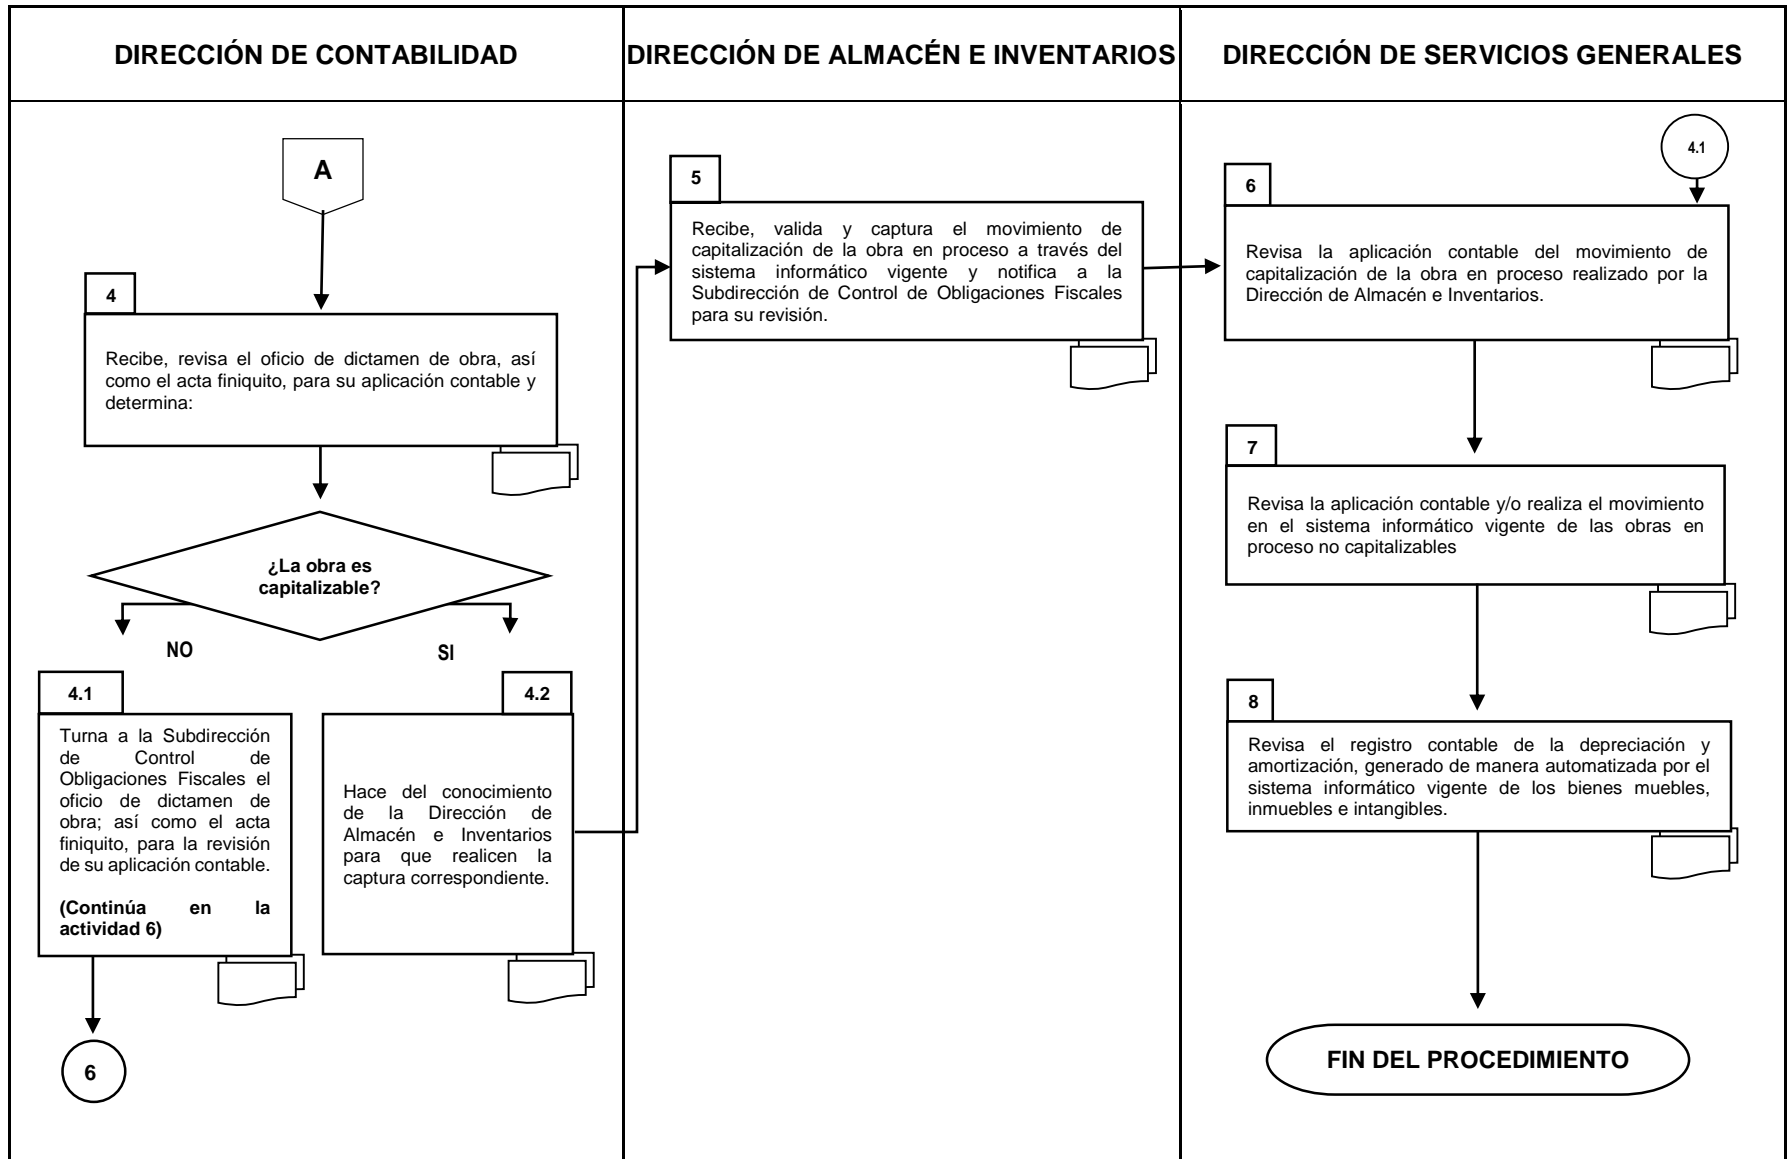 DIRECCIÓN DE CONTABILIDAD
DIRECCIÓN DE ALMACÉN E INVENTARIOS
DIRECCIÓN DE SERVICIOS GENERALES
A
4
Recibe, revisa el oficio de dictamen de obra, así
como el acta finiquito, para su aplicación contable y
determina:
¿La obra es
capitalizable?
NO
SI
4.1
Turna a la Subdirección
de Control de
Obligaciones Fiscales el
oficio de dictamen de
obra; así como el acta
finiquito, para la revisión
de su aplicación contable.
(Continúa en la
actividad 6)
6
4.2
Hace del conocimiento
de la Dirección de
Almacén e Inventarios
para que realicen la
captura correspondiente.
5
Recibe, valida y captura el movimiento de
capitalización de la obra en proceso a través del
sistema informático vigente y notifica a la
Subdirección de Control de Obligaciones Fiscales
para su revisión.
4.1
6
Revisa la aplicación contable del movimiento de
capitalización de la obra en proceso realizado por la
Dirección de Almacén e Inventarios.
7
Revisa la aplicación contable y/o realiza el movimiento
en el sistema informático vigente de las obras en
proceso no capitalizables
8
Revisa el registro contable de la depreciación y
amortización, generado de manera automatizada por el
sistema informático vigente de los bienes muebles,
inmuebles e intangibles.
FIN DEL PROCEDIMIENTO